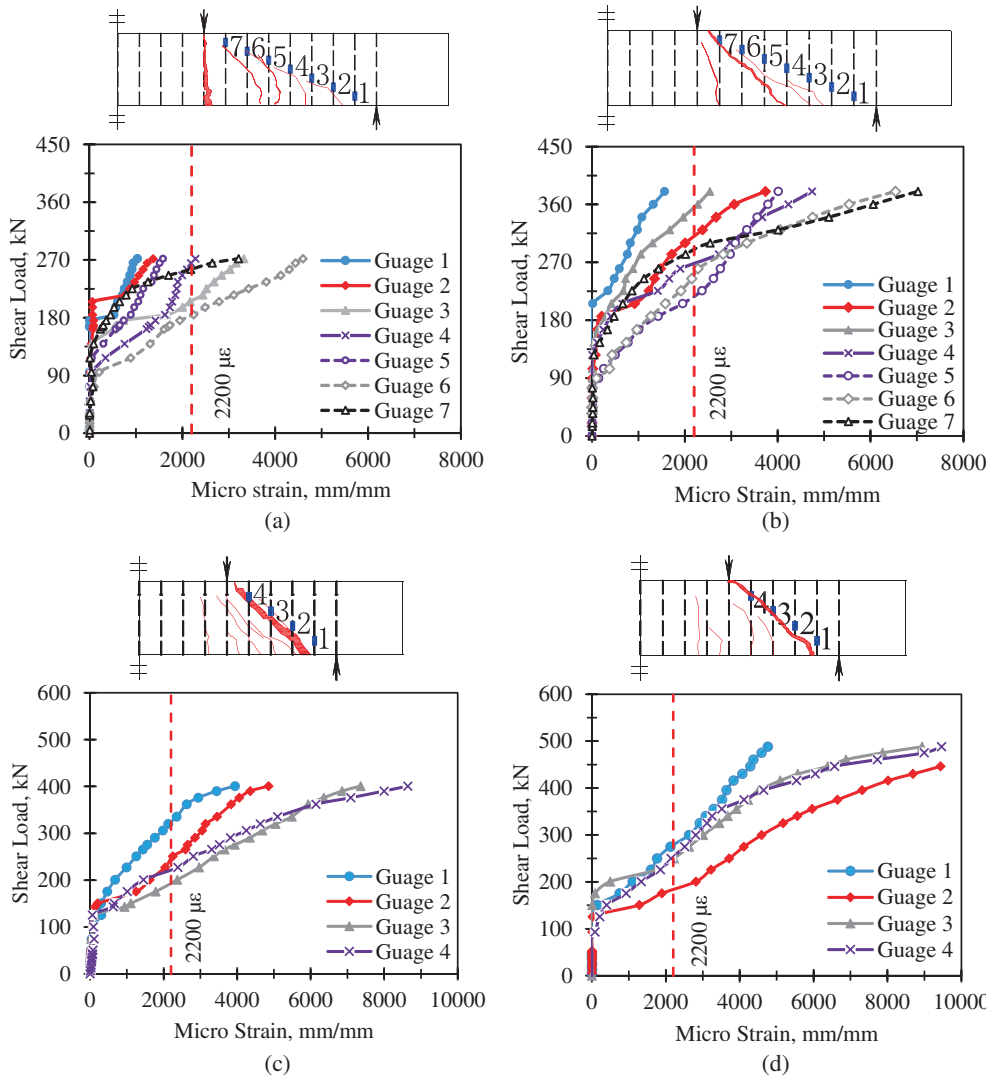 7 6 5 4 3 2 1
450
360
270
180
90
0
Shear Load, kN
Guage 1
Guage 2
Guage 3
Guage 4
Guage 5
Guage 6
Guage 7
2200 µε
0 2000 4000 6000 8000
Micro strain, mm/mm
(a)
7 6 5 4 3 2 1
450
360
270
180
90
0
Shear Load, kN
Guage 1
Guage 2
Guage 3
Guage 4
Guage 5
Guage 6
Guage 7
2200 µε
0 2000 4000 6000 8000
Micro Strain, mm/mm
(b)
4 3 2 1
600
500
400
300
200
100
0
Shear Load, kN
Guage 1
Guage 2
Guage 3
Guage 4
2200 µε
0 2000 4000 6000 8000 10000
Micro Strain, mm/mm
(c)
4 3 2 1
600
500
400
300
200
100
0
Shear Load, kN
Guage 1
Guage 2
Guage 3
Guage 4
2200 µε
0 2000 4000 6000 8000 10000
Micro Strain, mm/mm
(d)